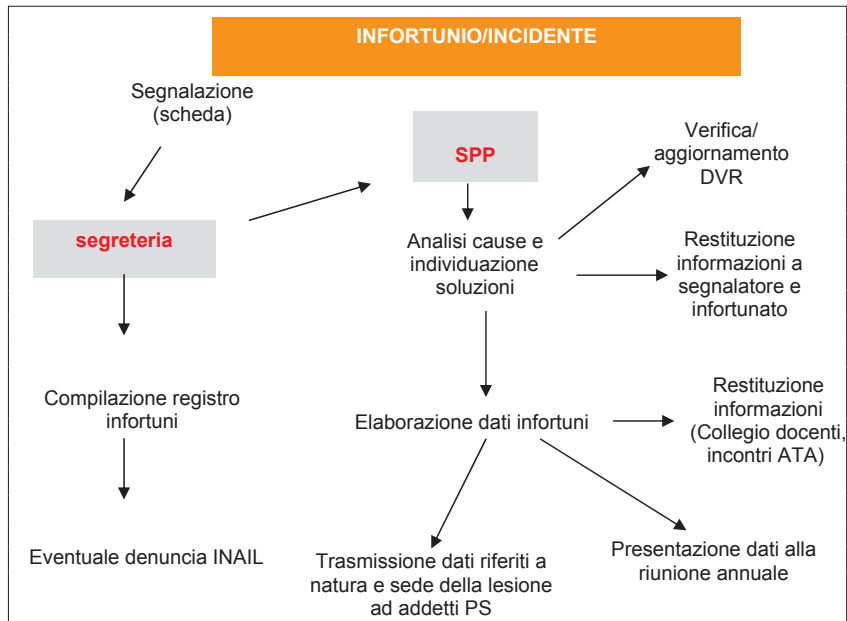 INFORTUNIO/INCIDENTE
Segnalazione
(scheda)
SPP
Verifica/
aggiornamento
DVR
segreteria
Analisi cause e
individuazione
soluzioni
Restituzione
informazioni a
segnalatore e
infortunato
Compilazione registro
infortuni
Elaborazione dati infortuni
Restituzione
informazioni
(Collegio docenti,
incontri ATA)
Eventuale denuncia INAIL
Trasmissione dati riferiti a
natura e sede della lesione
ad addetti PS
Presentazione dati alla
riunione annuale